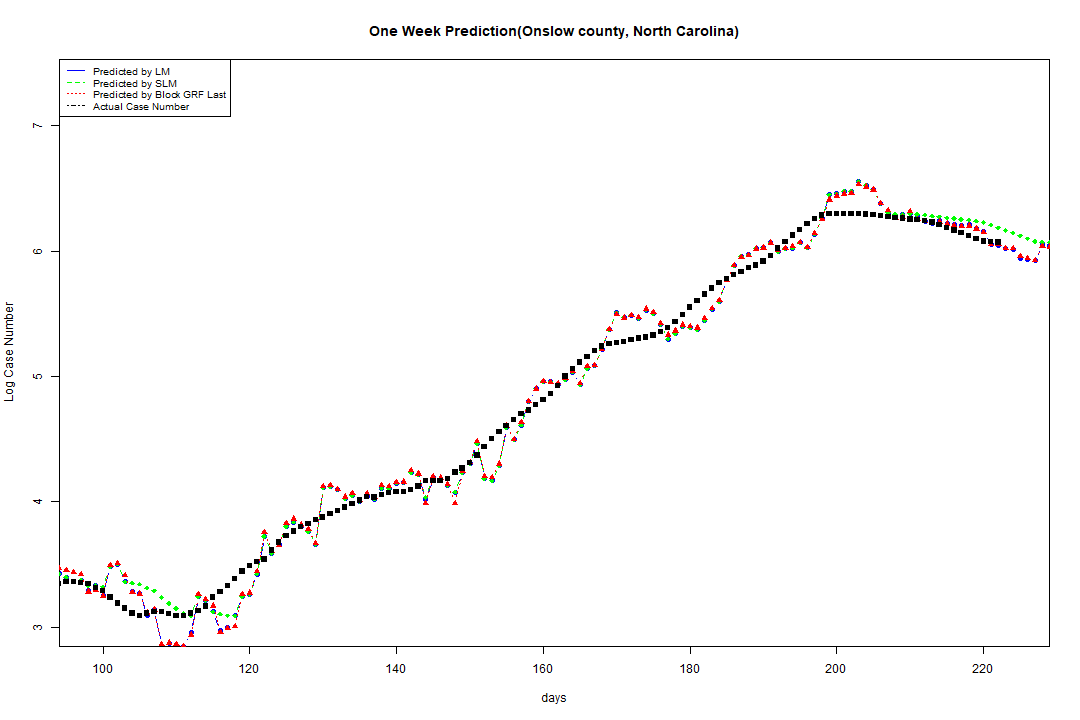 One Week Prediction(Onslow county, North Carolina)
Predicted by LM
Predicted by SLM
Predicted by Block GRF Last
Actual Case Number
Log Case Number
7
6
5
4
3
100 120 140 160 180 200 220
days